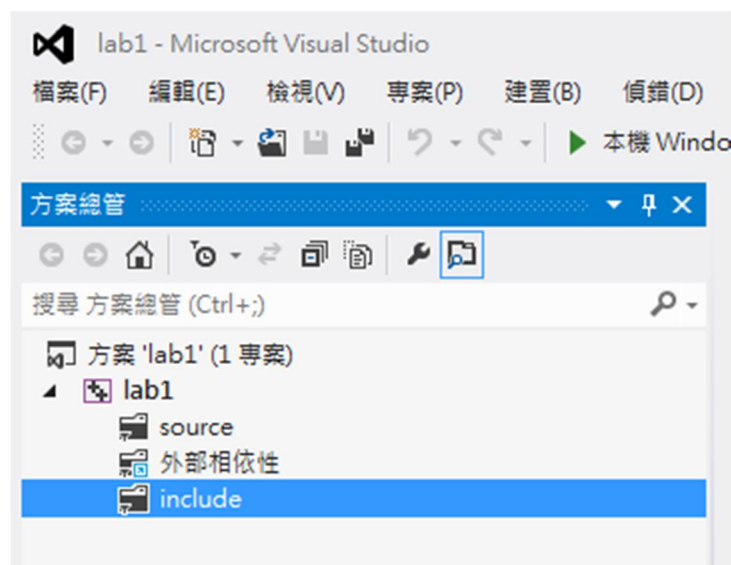 lab1 - Microsoft Visual Studio
檔案(F) 編輯(E) 檢視(V) 專案(P) 建置(B) 偵錯(D)
本機 Windo
方案總管
搜尋 方案總管 (Ctrl+;)
方案 'lab1' (1 專案)
lab1
source
外部相依性
include